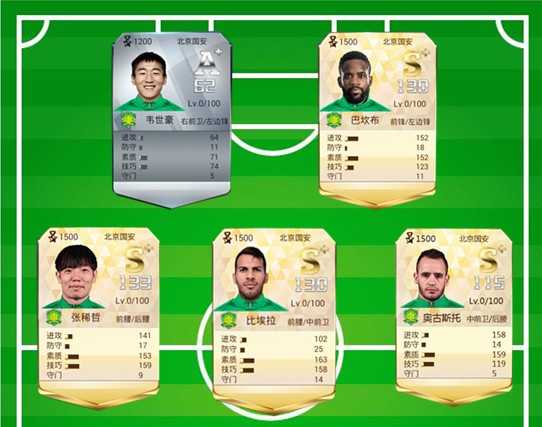 1200 北京国安
A+
62
Lv.0/100
韦世豪 右前卫/左边锋
进攻 64
防守 11
素质 71
技巧 74
守门 5
1500 北京国安
S+
130
Lv.0/100
巴坎布 前锋/左边锋
进攻 152
防守 18
素质 152
技巧 123
守门 11
1500 北京国安
S+
133
Lv.0/100
张稀哲 前腰/后腰
进攻 141
防守 17
素质 153
技巧 159
守门 9
1500 北京国安
S+
130
Lv.0/100
比埃拉 前腰/中前卫
进攻 102
防守 25
素质 163
技巧 158
守门 14
1500 北京国安
S+
115
Lv.0/100
奥古斯托 中前卫/后腰
进攻 158
防守 14
素质 159
技巧 119
守门 5